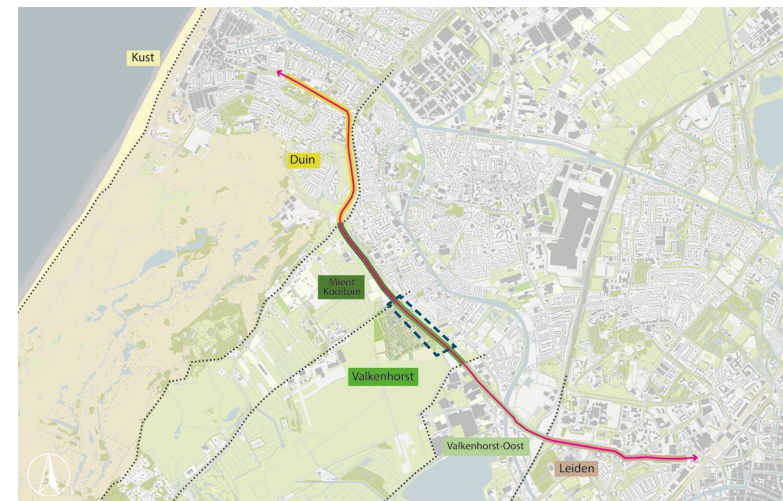 Kust
Duin
Mient
Kooltuin
Valkenhorst
Valkenhorst-Oost
Leiden